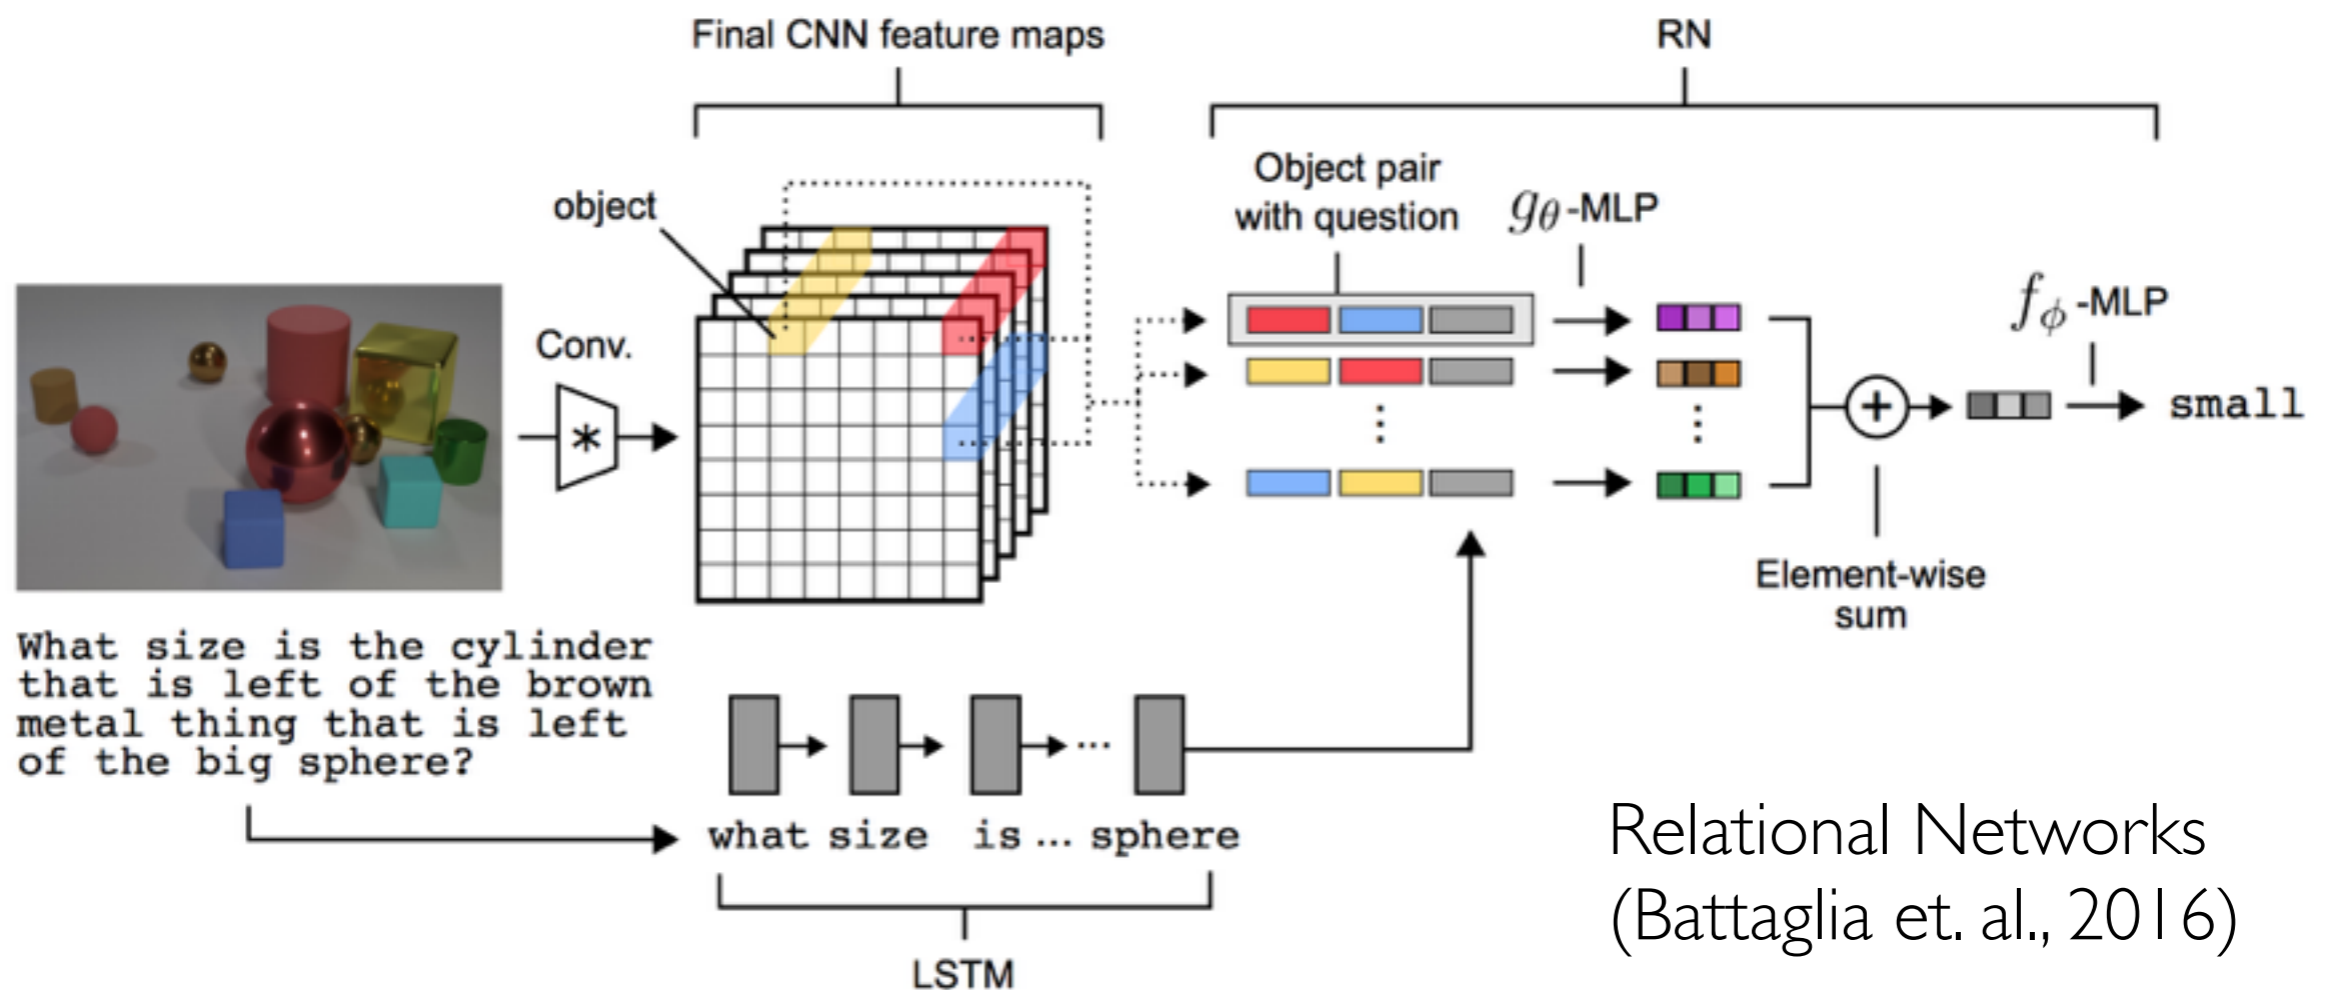 Final CNN feature maps
RN
object
Conv.
*
Object pair
with question
gθ-MLP
fϕ-MLP
+
small
Element-wise
sum
What size is the cylinder
that is left of the brown
metal thing that is left
of the big sphere?
...
what size is ... sphere
LSTM
Relational Networks
(Battaglia et. al., 2016)